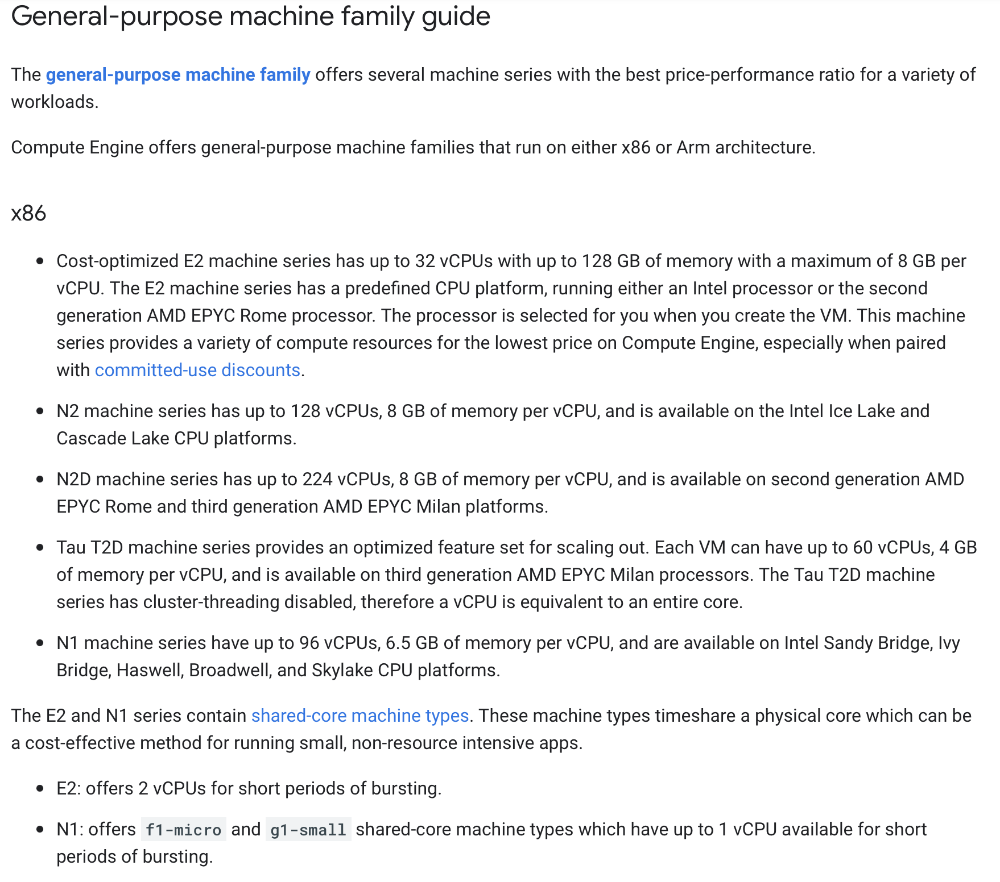 General-purpose machine family guide
The general-purpose machine family offers several machine series with the best price-performance ratio for a variety of
workloads.
Compute Engine offers general-purpose machine families that run on either x86 or Arm architecture.
x86
• Cost-optimized E2 machine series has up to 32 vCPUs with up to 128 GB of memory with a maximum of 8 GB per
vCPU. The E2 machine series has a predefined CPU platform, running either an Intel processor or the second
generation AMD EPYC Rome processor. The processor is selected for you when you create the VM. This machine
series provides a variety of compute resources for the lowest price on Compute Engine, especially when paired
with committed-use discounts.
• N2 machine series has up to 128 vCPUs, 8 GB of memory per vCPU, and is available on the Intel Ice Lake and
Cascade Lake CPU platforms.
• N2D machine series has up to 224 vCPUs, 8 GB of memory per vCPU, and is available on second generation AMD
EPYC Rome and third generation AMD EPYC Milan platforms.
• Tau T2D machine series provides an optimized feature set for scaling out. Each VM can have up to 60 vCPUs, 4 GB
of memory per vCPU, and is available on third generation AMD EPYC Milan processors. The Tau T2D machine
series has cluster-threading disabled, therefore a vCPU is equivalent to an entire core.
• N1 machine series have up to 96 vCPUs, 6.5 GB of memory per vCPU, and are available on Intel Sandy Bridge, Ivy
Bridge, Haswell, Broadwell, and Skylake CPU platforms.
The E2 and N1 series contain shared-core machine types. These machine types timeshare a physical core which can be
a cost-effective method for running small, non-resource intensive apps.
• E2: offers 2 vCPUs for short periods of bursting.
• N1: offers f1-micro and g1-small shared-core machine types which have up to 1 vCPU available for short
periods of bursting.